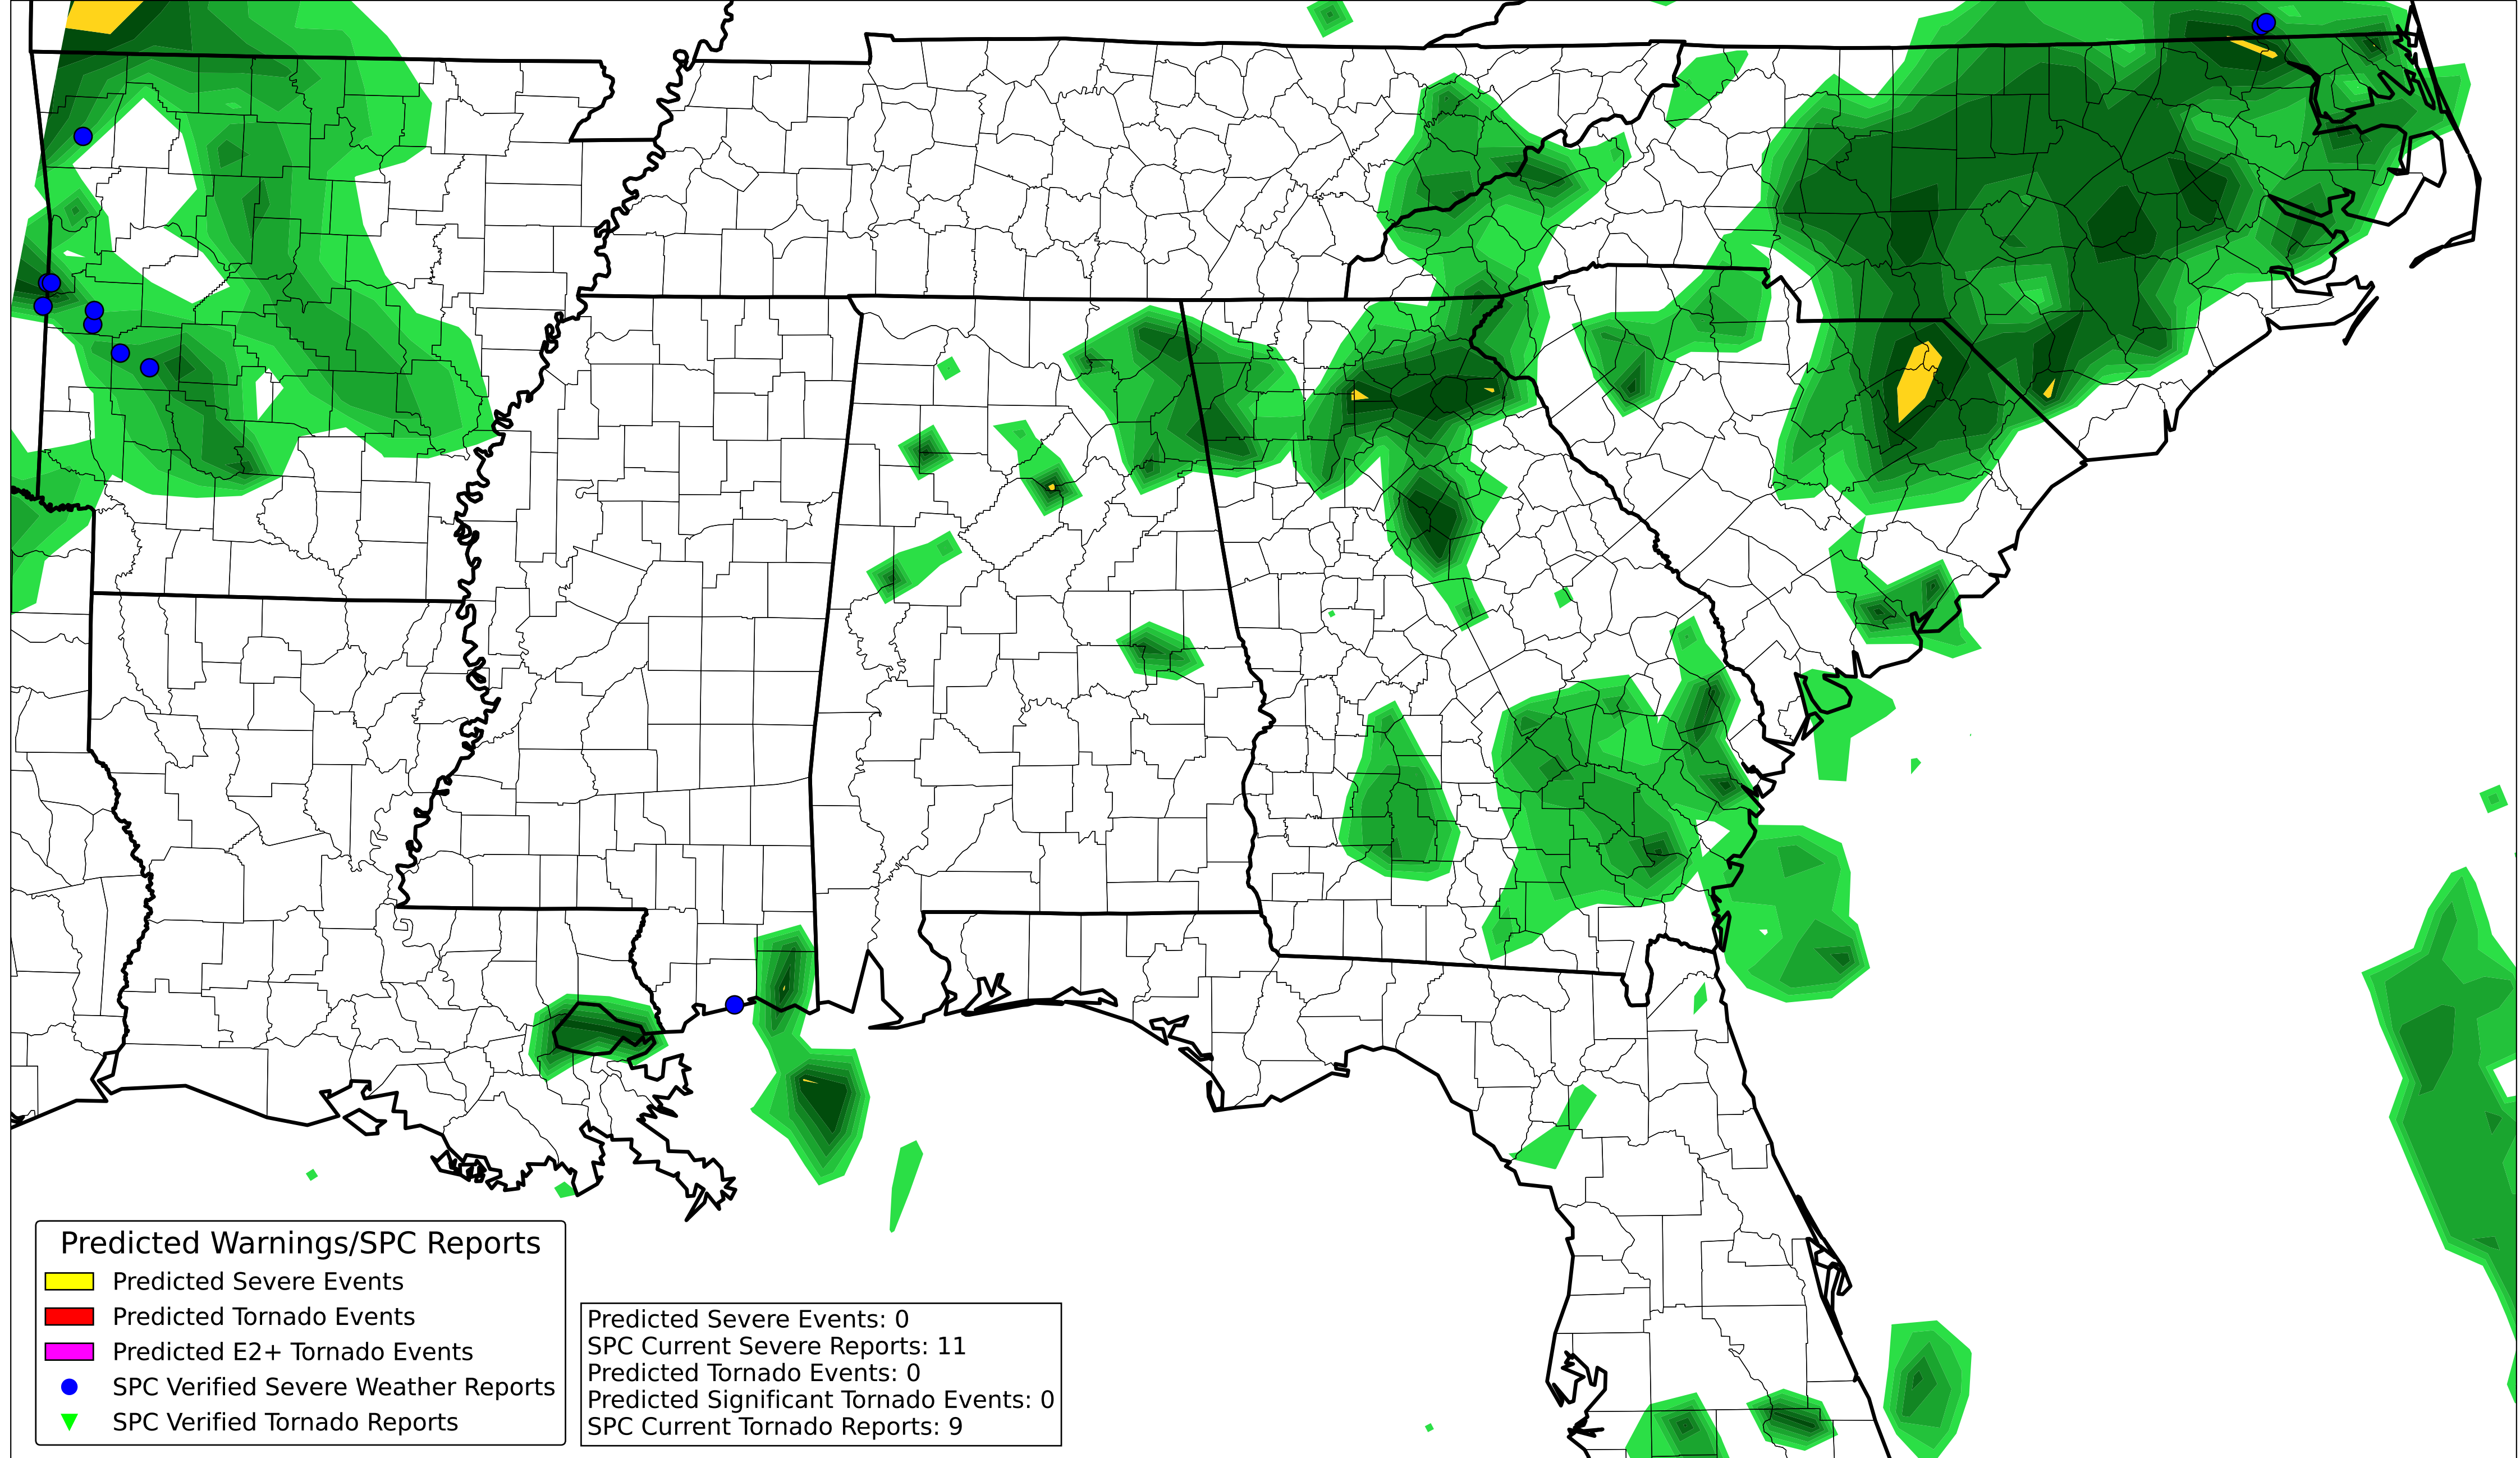 Predicted Warnings/SPC Reports
Predicted Severe Events
Predicted Tornado Events
Predicted E2+ Tornado Events
SPC Verified Severe Weather Reports
SPC Verified Tornado Reports
Predicted Severe Events: 0
SPC Current Severe Reports: 11
Predicted Tornado Events: 0
Predicted Significant Tornado Events: 0
SPC Current Tornado Reports: 9